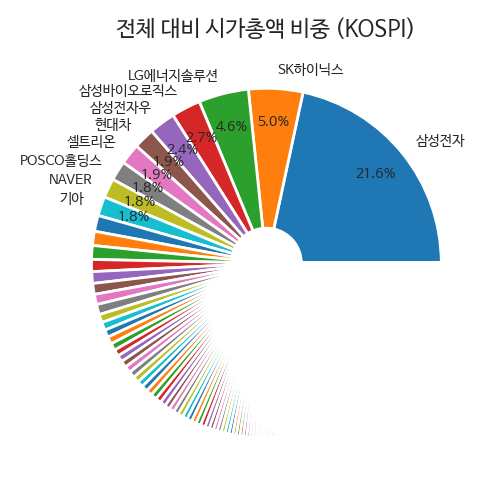 전체 대비 시가총액 비중 (KOSPI)
SK하이닉스
LG에너지솔루션
삼성바이오로직스
삼성전자우
현대차
셀트리온
POSCO홀딩스
NAVER
기아
삼성전자
21.6%
5.0%
4.6%
2.7%
2.4%
1.9%
1.9%
1.8%
1.8%
1.8%